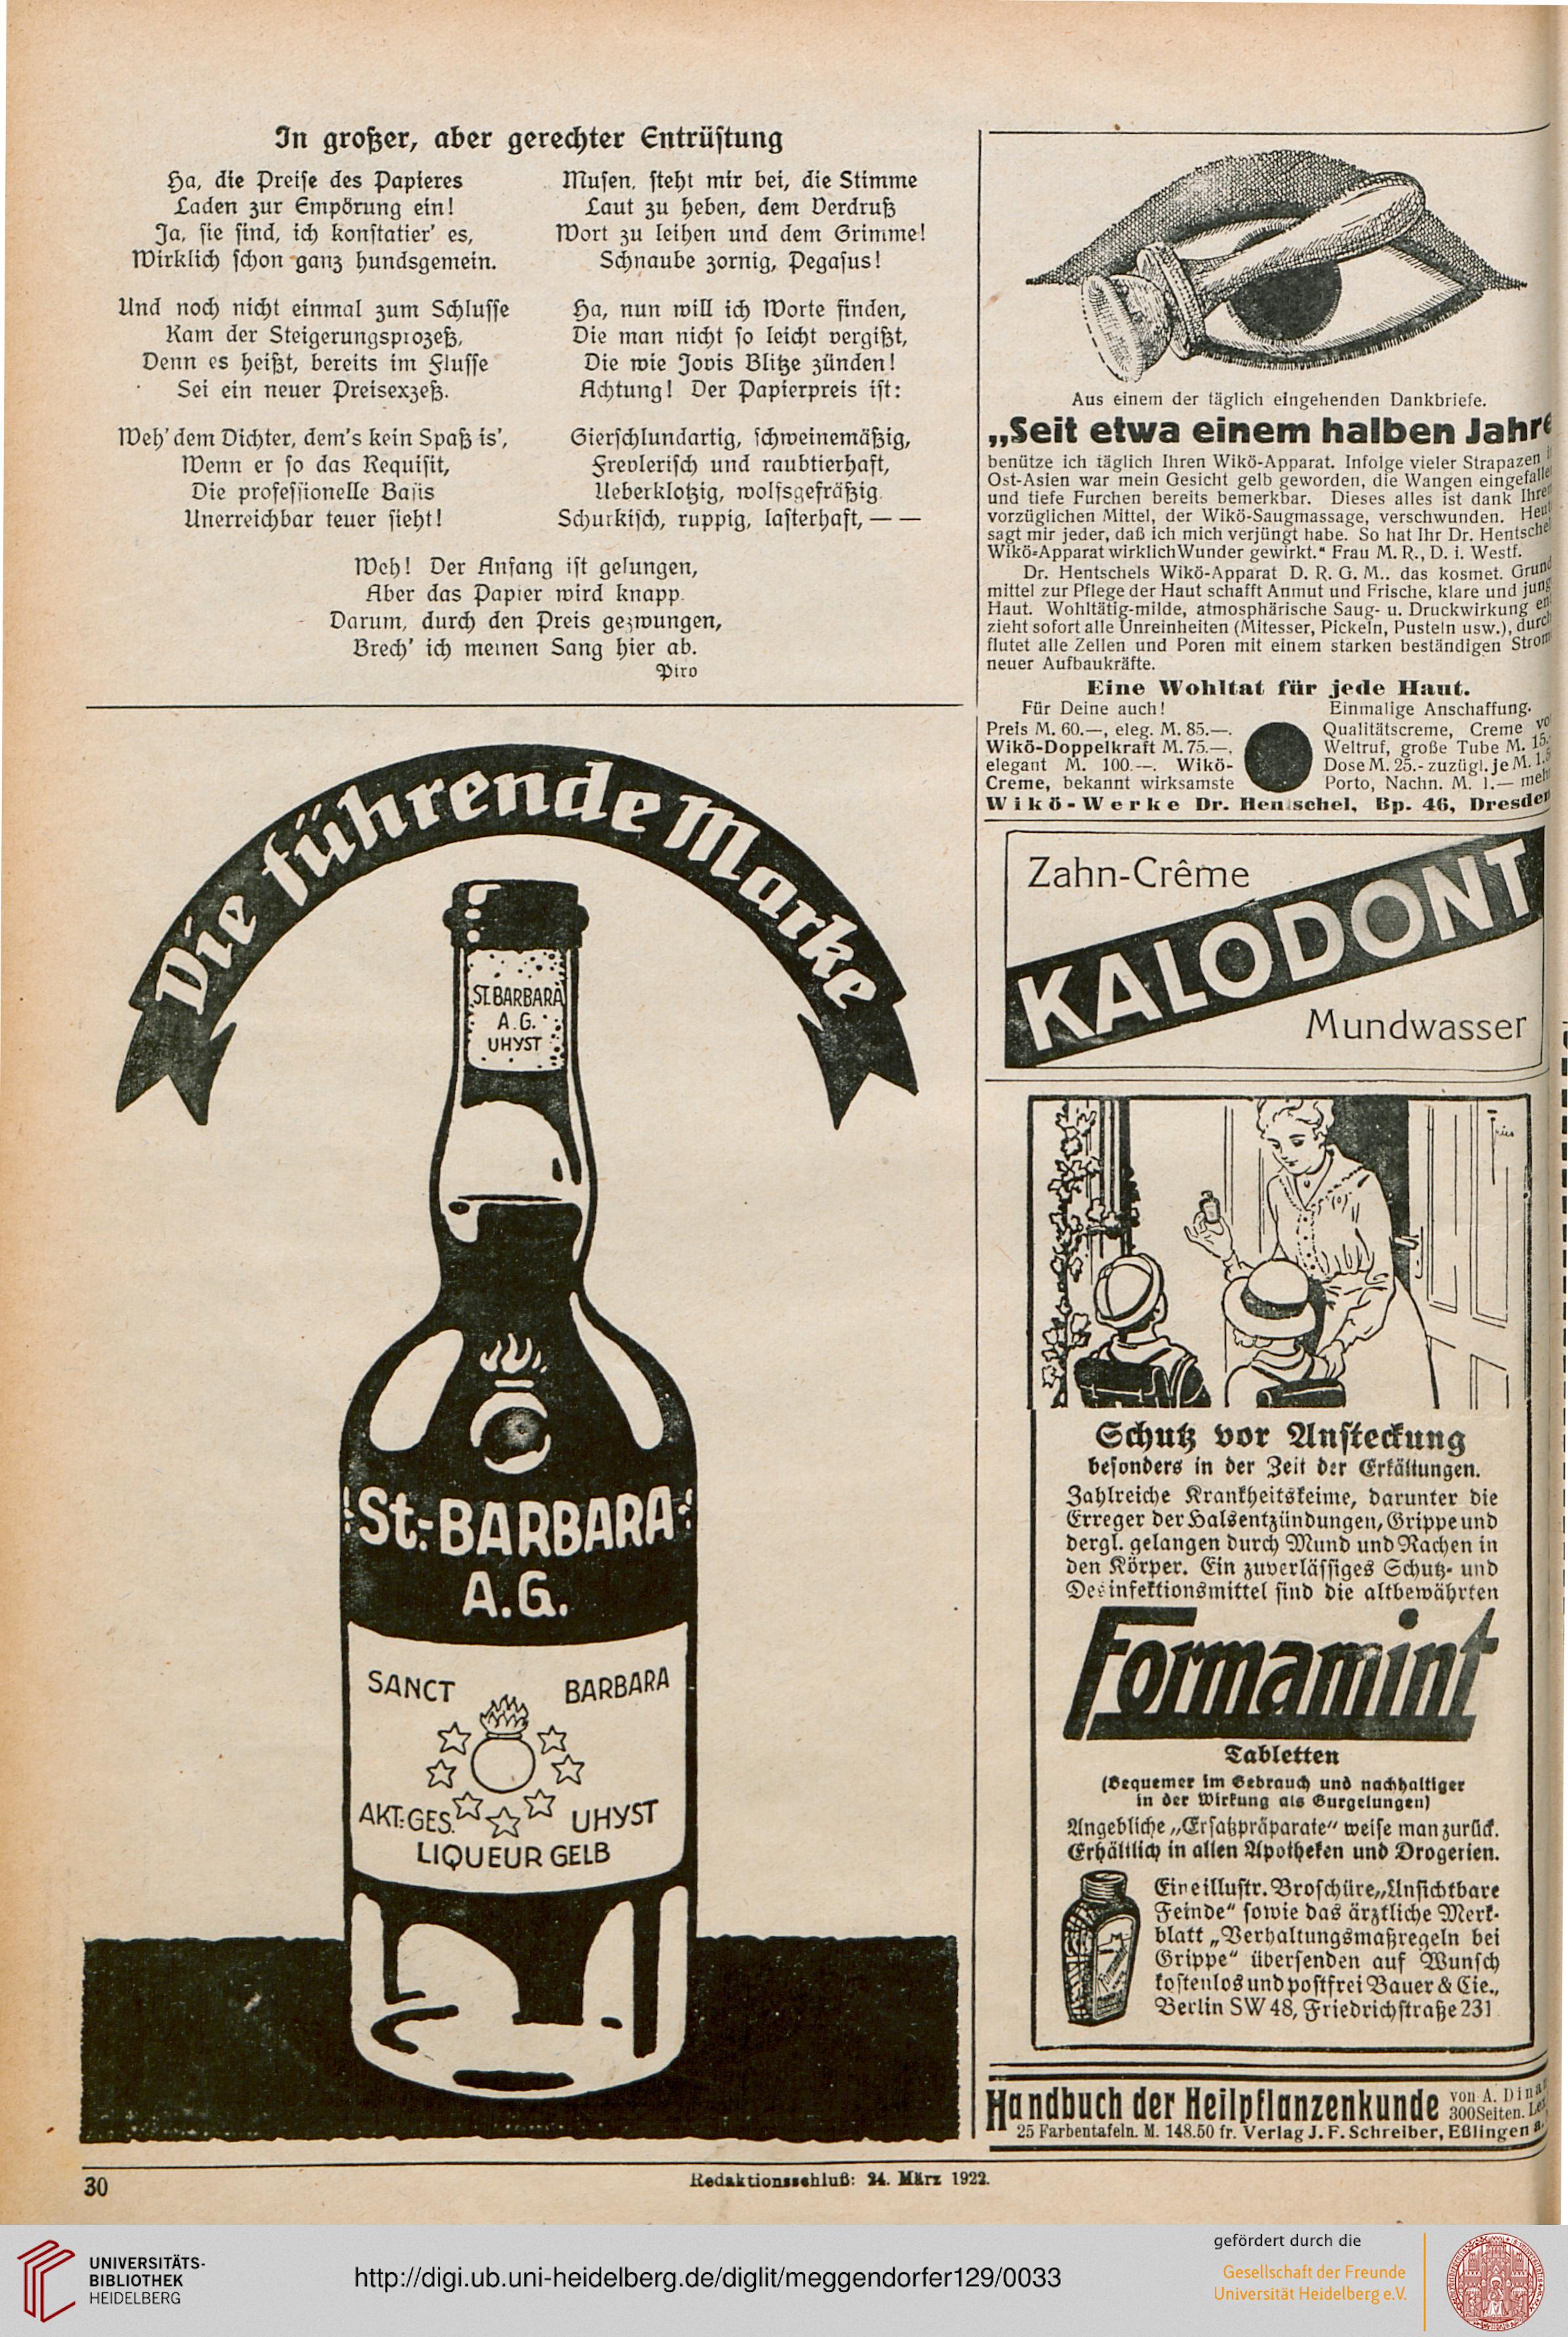 In großer, aber gerechter Entrüstung
Ha, die Preise des Papieres
Laden zur Empörung ein!
Ja, sie sind, ich konstatier' es,
Wirklich schon ganz hundsgemein.
Und noch nicht einmal zum Schlusse
Kam der Steigerungsprozeß,
Denn es heißt, bereits im Flusse
Sei ein neuer Preisexzeß.
Weh' dem Dichter, dem's kein Spaß is',
Wenn er so das Requisit,
Die professionelle Basis
Unerreichbar teuer sieht!
Musen, steht mir bei, die Stimme
Laut zu heben, dem Verdruß
Wort zu leihen und dem Grimme!
Schnaube zornig, Pegasus!
Ha, nun will ich Worte finden,
Die man nicht so leicht vergißt,
Die wie Jovis Blitze zünden!
Achtung! Der Papierpreis ist:
Gierschlundartig, schweinemäßig,
Frevlerisch und raubtierhaft,
Ueberklotzig, wolfsgefräßig
Schurkisch, ruppig, lasterhaft, — —
Weh! Der Anfang ist gelungen,
Aber das Papier wird knapp.
Darum, durch den Preis gezwungen,
Brech' ich meinen Sang hier ab.
Piro
Die führende Marke
ST. BARBARA
A.G.
UHYST
St.-BARBARA
A.G.
SANCT BARBARA
AKT.-GES. UHYST
LIQUEUR GELB
Aus einem der täglich eingehenden Dankbriefe.
„Seit etwa einem halben Jahre
benütze ich täglich Ihren Wikö-Apparat. Infolge vieler Strapazen
Ost-Asien war mein Gesicht gelb geworden, die Wangen eingefalle
und tiefe Furchen bereits bemerkbar. Dieses alles ist dank Ihre
vorzüglichen Mittel, der Wikö-Saugmassage, verschwunden. Heut
sagt mir jeder, daß ich mich verjüngt habe. So hat Ihr Dr. Hentschel
Wikö-Apparat wirklich Wunder gewirkt." Frau M. R., D. i. Westf.
Dr. Hentschels Wikö-Apparat D. R. G. M., das kosmet. Grund
mittel zur Pflege der Haut schafft Anmut und Frische, klare und jung
Haut. Wohltätig-milde, atmosphärische Saug- u. Druckwirkung en
zieht sofort alle Unreinheiten (Mitesser, Pickeln, Pusteln usw.), durch
flutet alle Zellen und Poren mit einem starken beständigen Strom
neuer Aufbaukräfte.
Eine Wohltat für jede Haut.
Für Deine auch!
Preis M. 60.—, eleg. M. 85.—.
Wikö-Doppelkraft M. 75.—,
elegant M. 100.—. Wikö-
Creme, bekannt wirksamste
Einmalige Anschaffung.
Qualitätscreme, Creme vo
Weltruf, große Tube M. 15.
Dose M. 25.- zuzügl. je M. 1.
Porto, Nachn. M. 1.— mehr
Wikö-Werke Dr. Hentschel, Bp. 46, Dresden
Zahn-Crême
KALODONT
Mundwasser
Schutz vor Ansteckung
besonders in der Zeit der Erkältungen.
Zahlreiche Krankheitskeime, darunter die
Erreger der Halsentzündungen, Grippe und
dergl. gelangen durch Mund und Rachen in
den Körper. Ein zuverlässiges Schutz- und
Desinfektionsmittel sind die altbewährten
Formamint
Tabletten
(Bequemer im Gebrauch und nachhaltiger
in der Wirkung als Gurgelungen)
Angebliche „Ersatzpräparate" weise man zurück.
Erhältlich in allen Apotheken und Drogerien.
Eine illustr. Broschüre „Unsichtbare
Feinde" sowie das ärztliche Merk-
blatt „Verhaltungsmaßregeln bei
Grippe" übersenden auf Wunsch
kostenlos und postfrei Bauer & Cie.,
Berlin SW 48, Friedrichstraße 231
Handbuch der Heilpflanzenkunde von A. Dina
300 Seiten. Lex
25 Farbentafeln. M. 148.50 fr. Verlag J. F. Schreiber, Eßlingen a.
30
Redaktionsschluß: 24. März 1922.
UNIVERSITÄTS-
BIBLIOTHEK
HEIDELBERG
http://digi.ub.uni-heidelberg.de/diglit/meggendorfer129/0033
gefördert durch die
Gesellschaft der Freunde
Universität Heidelberg e.V.